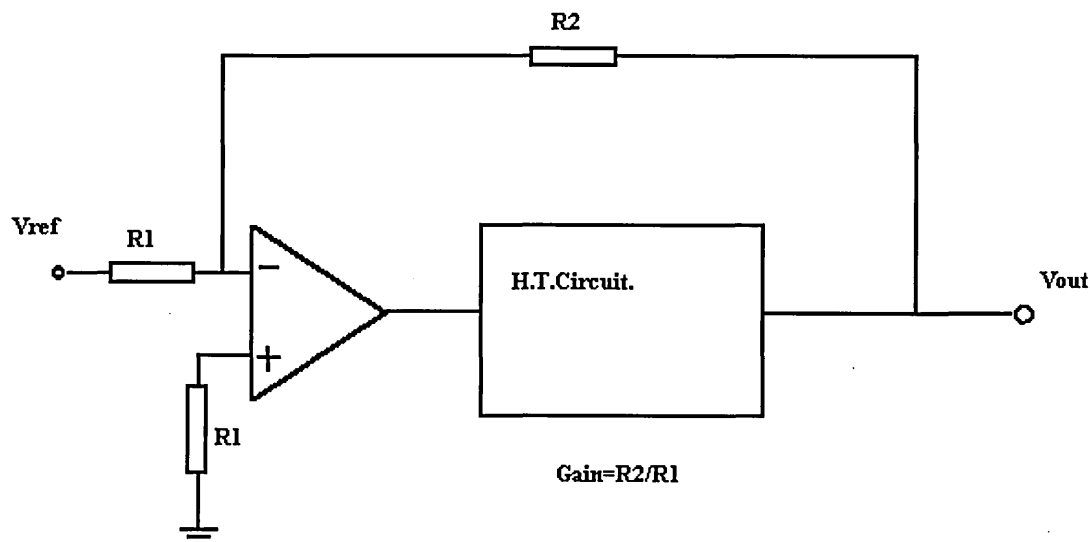 R2
Vref
R1
−
H.T.Circuit.
Vout
+
R1
Gain=R2/R1